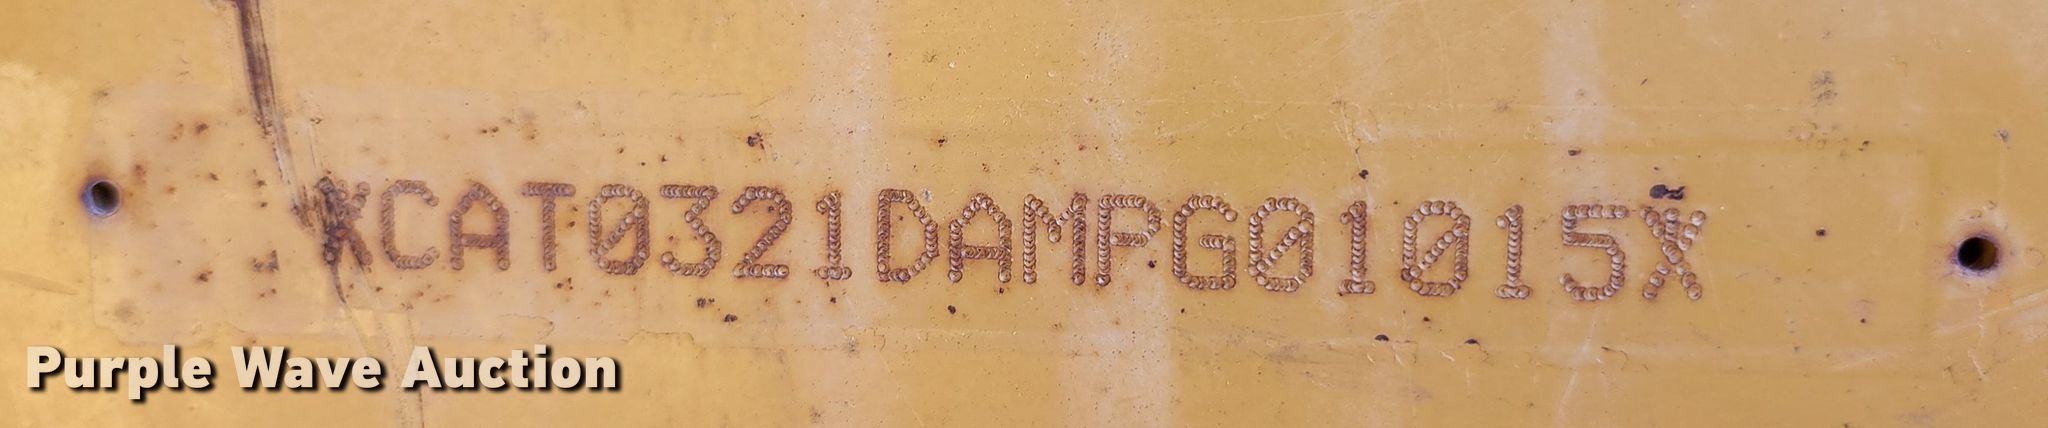 XCAT0321DAMPG01015X
Purple Wave Auction